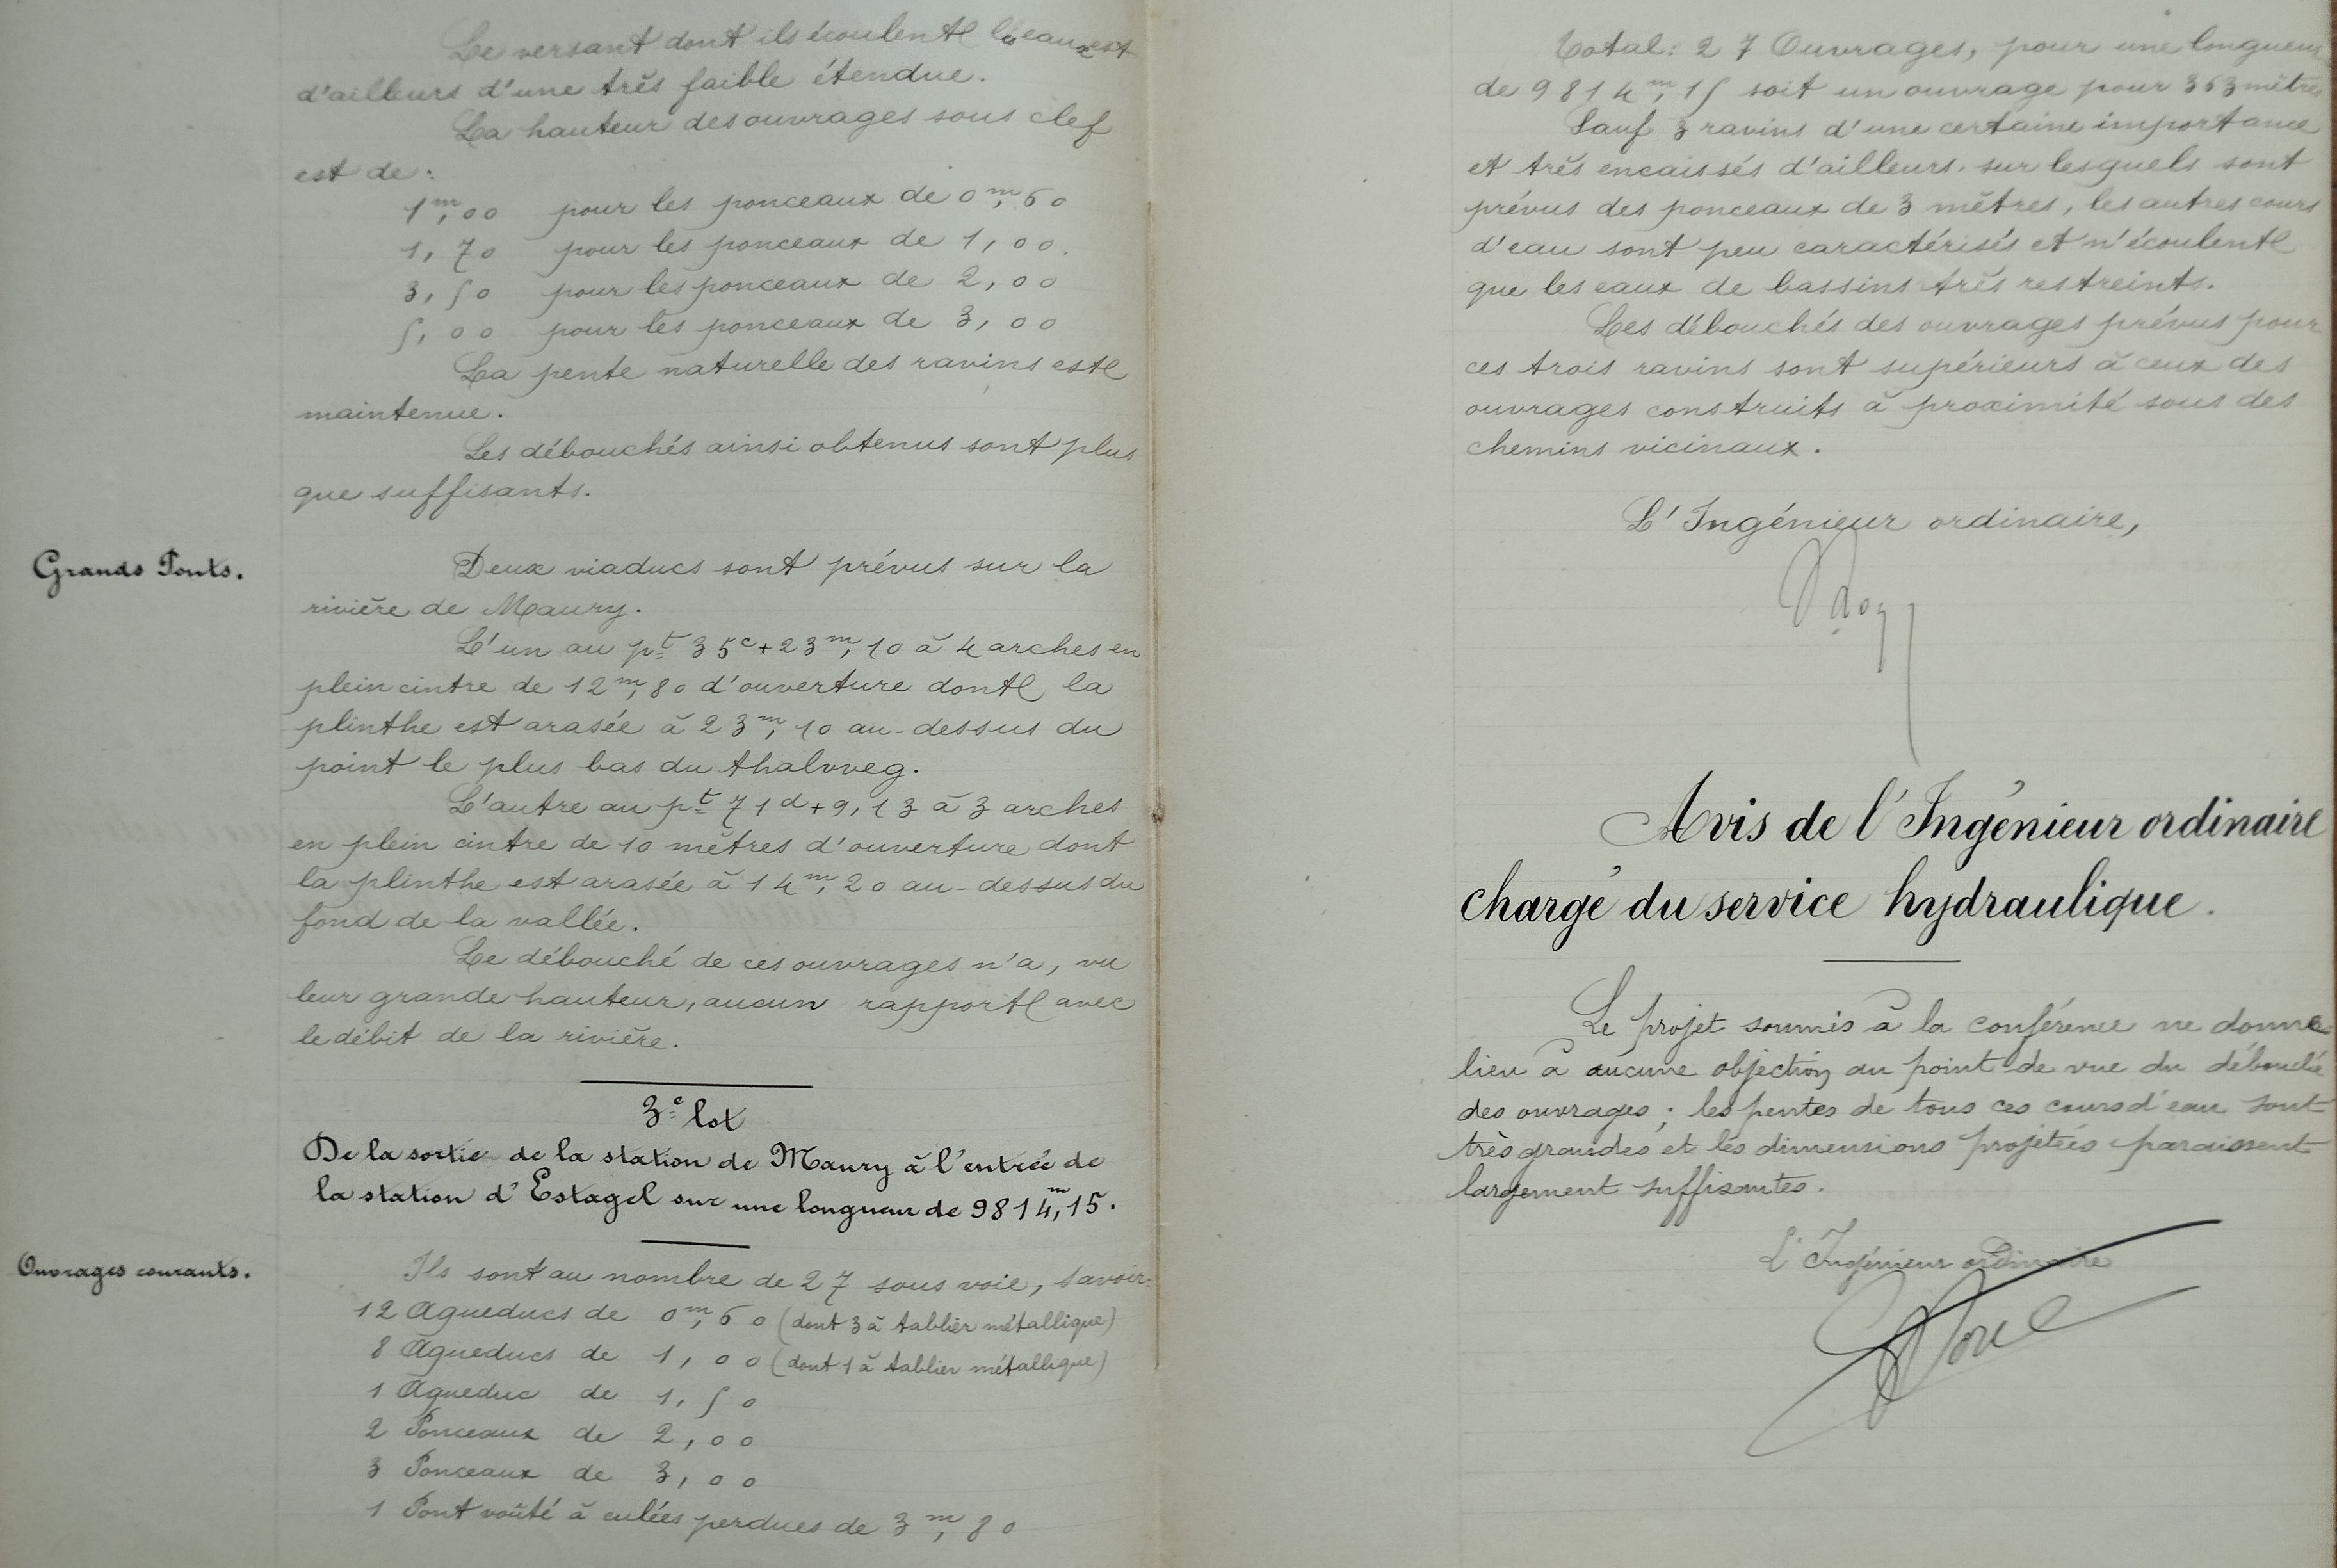 Le versant dont ils écoulent les eaux est
d'ailleurs d'une très faible étendue.
La hauteur des ouvrages sous clef
est de :
1m,00 pour les ponceaux de 0m,60
1,70 pour les ponceaux de 1,00.
3,50 pour les ponceaux de 2,00
5,00 pour les ponceaux de 3,00
La pente naturelle des ravins est
maintenue.
Les débouchés ainsi obtenus sont plus
que suffisants.
Grands Ponts.
Deux viaducs sont prévus sur la
rivière de Maury.
L'un au pt 35c+23m,10 à 4 arches en
plein cintre de 12m,80 d'ouverture dont la
plinthe est arasée à 23m,10 au-dessus du
point le plus bas du thalweg.
L'autre au pt 71d+9,13 à 3 arches
en plein cintre de 10 mètres d'ouverture dont
la plinthe est arasée à 14m,20 au-dessus du
fond de la vallée.
Le débouché de ces ouvrages n'a, vu
leur grande hauteur, aucun rapport avec
le débit de la rivière.
3e lot
De la sortie de la station de Maury à l'entrée de
la station d'Estagel sur une longueur de 9814m,15.
Ouvrages courants.
Ils sont au nombre de 27 sous voie, savoir:
12 Aqueducs de 0m,60 (dont 3 à tablier métallique)
8 Aqueducs de 1,00 (dont 1 à tablier métallique)
1 Aqueduc de 1,50
2 Ponceaux de 2,00
3 Ponceaux de 3,00
1 Pont voûté à culées perdues de 3m,80
Total: 27 Ouvrages, pour une longueur
de 9814m,15 soit un ouvrage pour 363 mètres
Sauf 3 ravins d'une certaine importance
et très encaissés d'ailleurs, sur lesquels sont
prévus des ponceaux de 3 mètres, les autres cours
d'eau sont peu caractérisés et n'écoulent
que les eaux de bassins très restreints.
Les débouchés des ouvrages prévus pour
ces trois ravins sont supérieurs à ceux des
ouvrages construits à proximité sous des
chemins vicinaux.
L'Ingénieur ordinaire,
Avis de l'Ingénieur ordinaire
chargé du service hydraulique.
Le projet soumis à la conférence ne donne
lieu à aucune objection au point de vue du débouché
des ouvrages ; les pentes de tous ces cours d'eau sont
très grandes et les dimensions projetées paraissent
largement suffisantes.
L'Ingénieur ordinaire